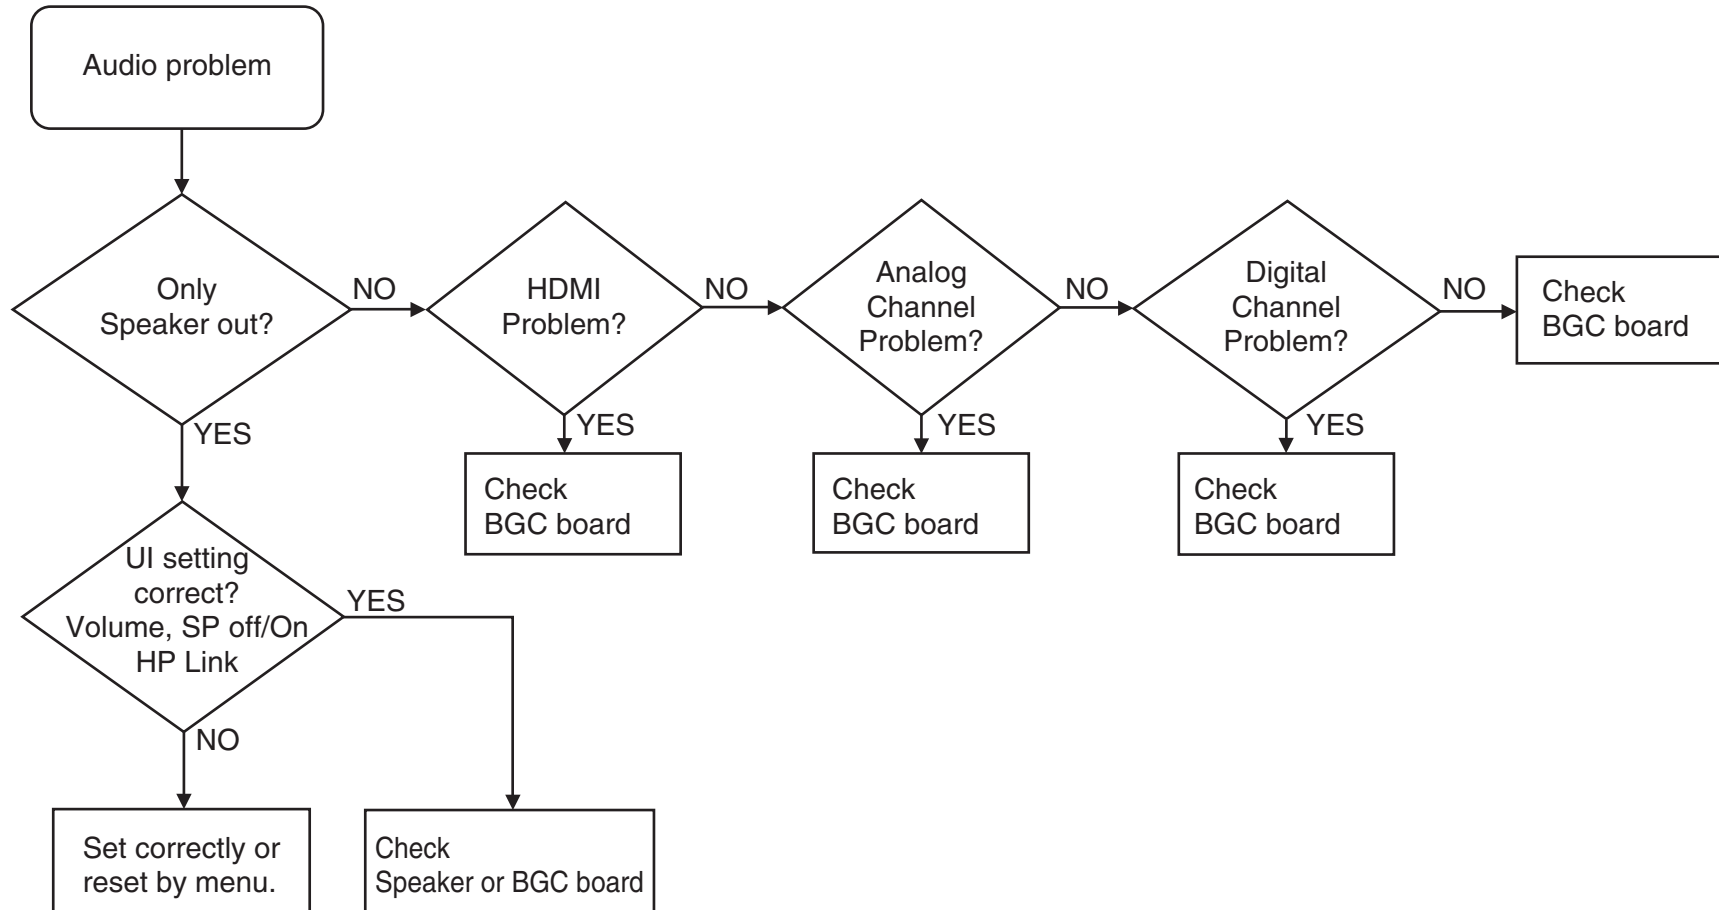 Audio problem
Only
Speaker out?
NO
HDMI
Problem?
NO
Analog
Channel
Problem?
NO
Digital
Channel
Problem?
NO
Check
BGC board
YES
YES
YES
YES
Check
BGC board
Check
BGC board
Check
BGC board
UI setting
correct?
Volume, SP off/On
HP Link
YES
NO
Set correctly or
reset by menu.
Check
Speaker or BGC board